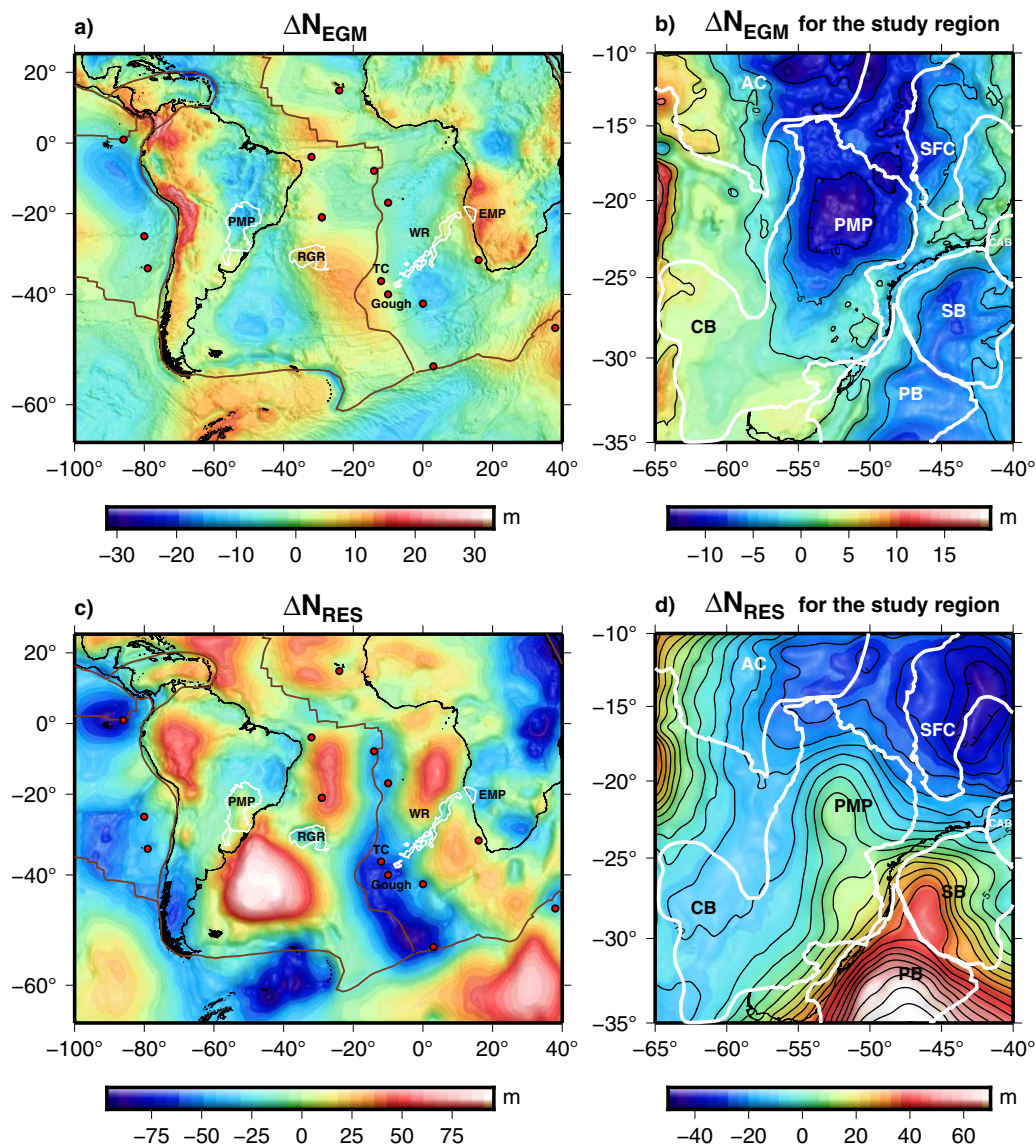 a) ΔN_EGM
b) ΔN_EGM for the study region
20°
0°
−20°
−40°
−60°
PMP
RGR
WR
EMP
TC
Gough
−100° −80° −60° −40° −20° 0° 20° 40°
−30 −20 −10 0 10 20 30 m
−10°
−15°
−20°
−25°
−30°
−35°
AC
SFC
PMP
CAB
CB
SB
PB
−65° −60° −55° −50° −45° −40°
−10 −5 0 5 10 15 m
c) ΔN_RES
d) ΔN_RES for the study region
20°
0°
−20°
−40°
−60°
PMP
RGR
WR
EMP
TC
Gough
−100° −80° −60° −40° −20° 0° 20° 40°
−75 −50 −25 0 25 50 75 m
−10°
−15°
−20°
−25°
−30°
−35°
AC
SFC
PMP
CAB
CB
SB
PB
−65° −60° −55° −50° −45° −40°
−40 −20 0 20 40 60 m